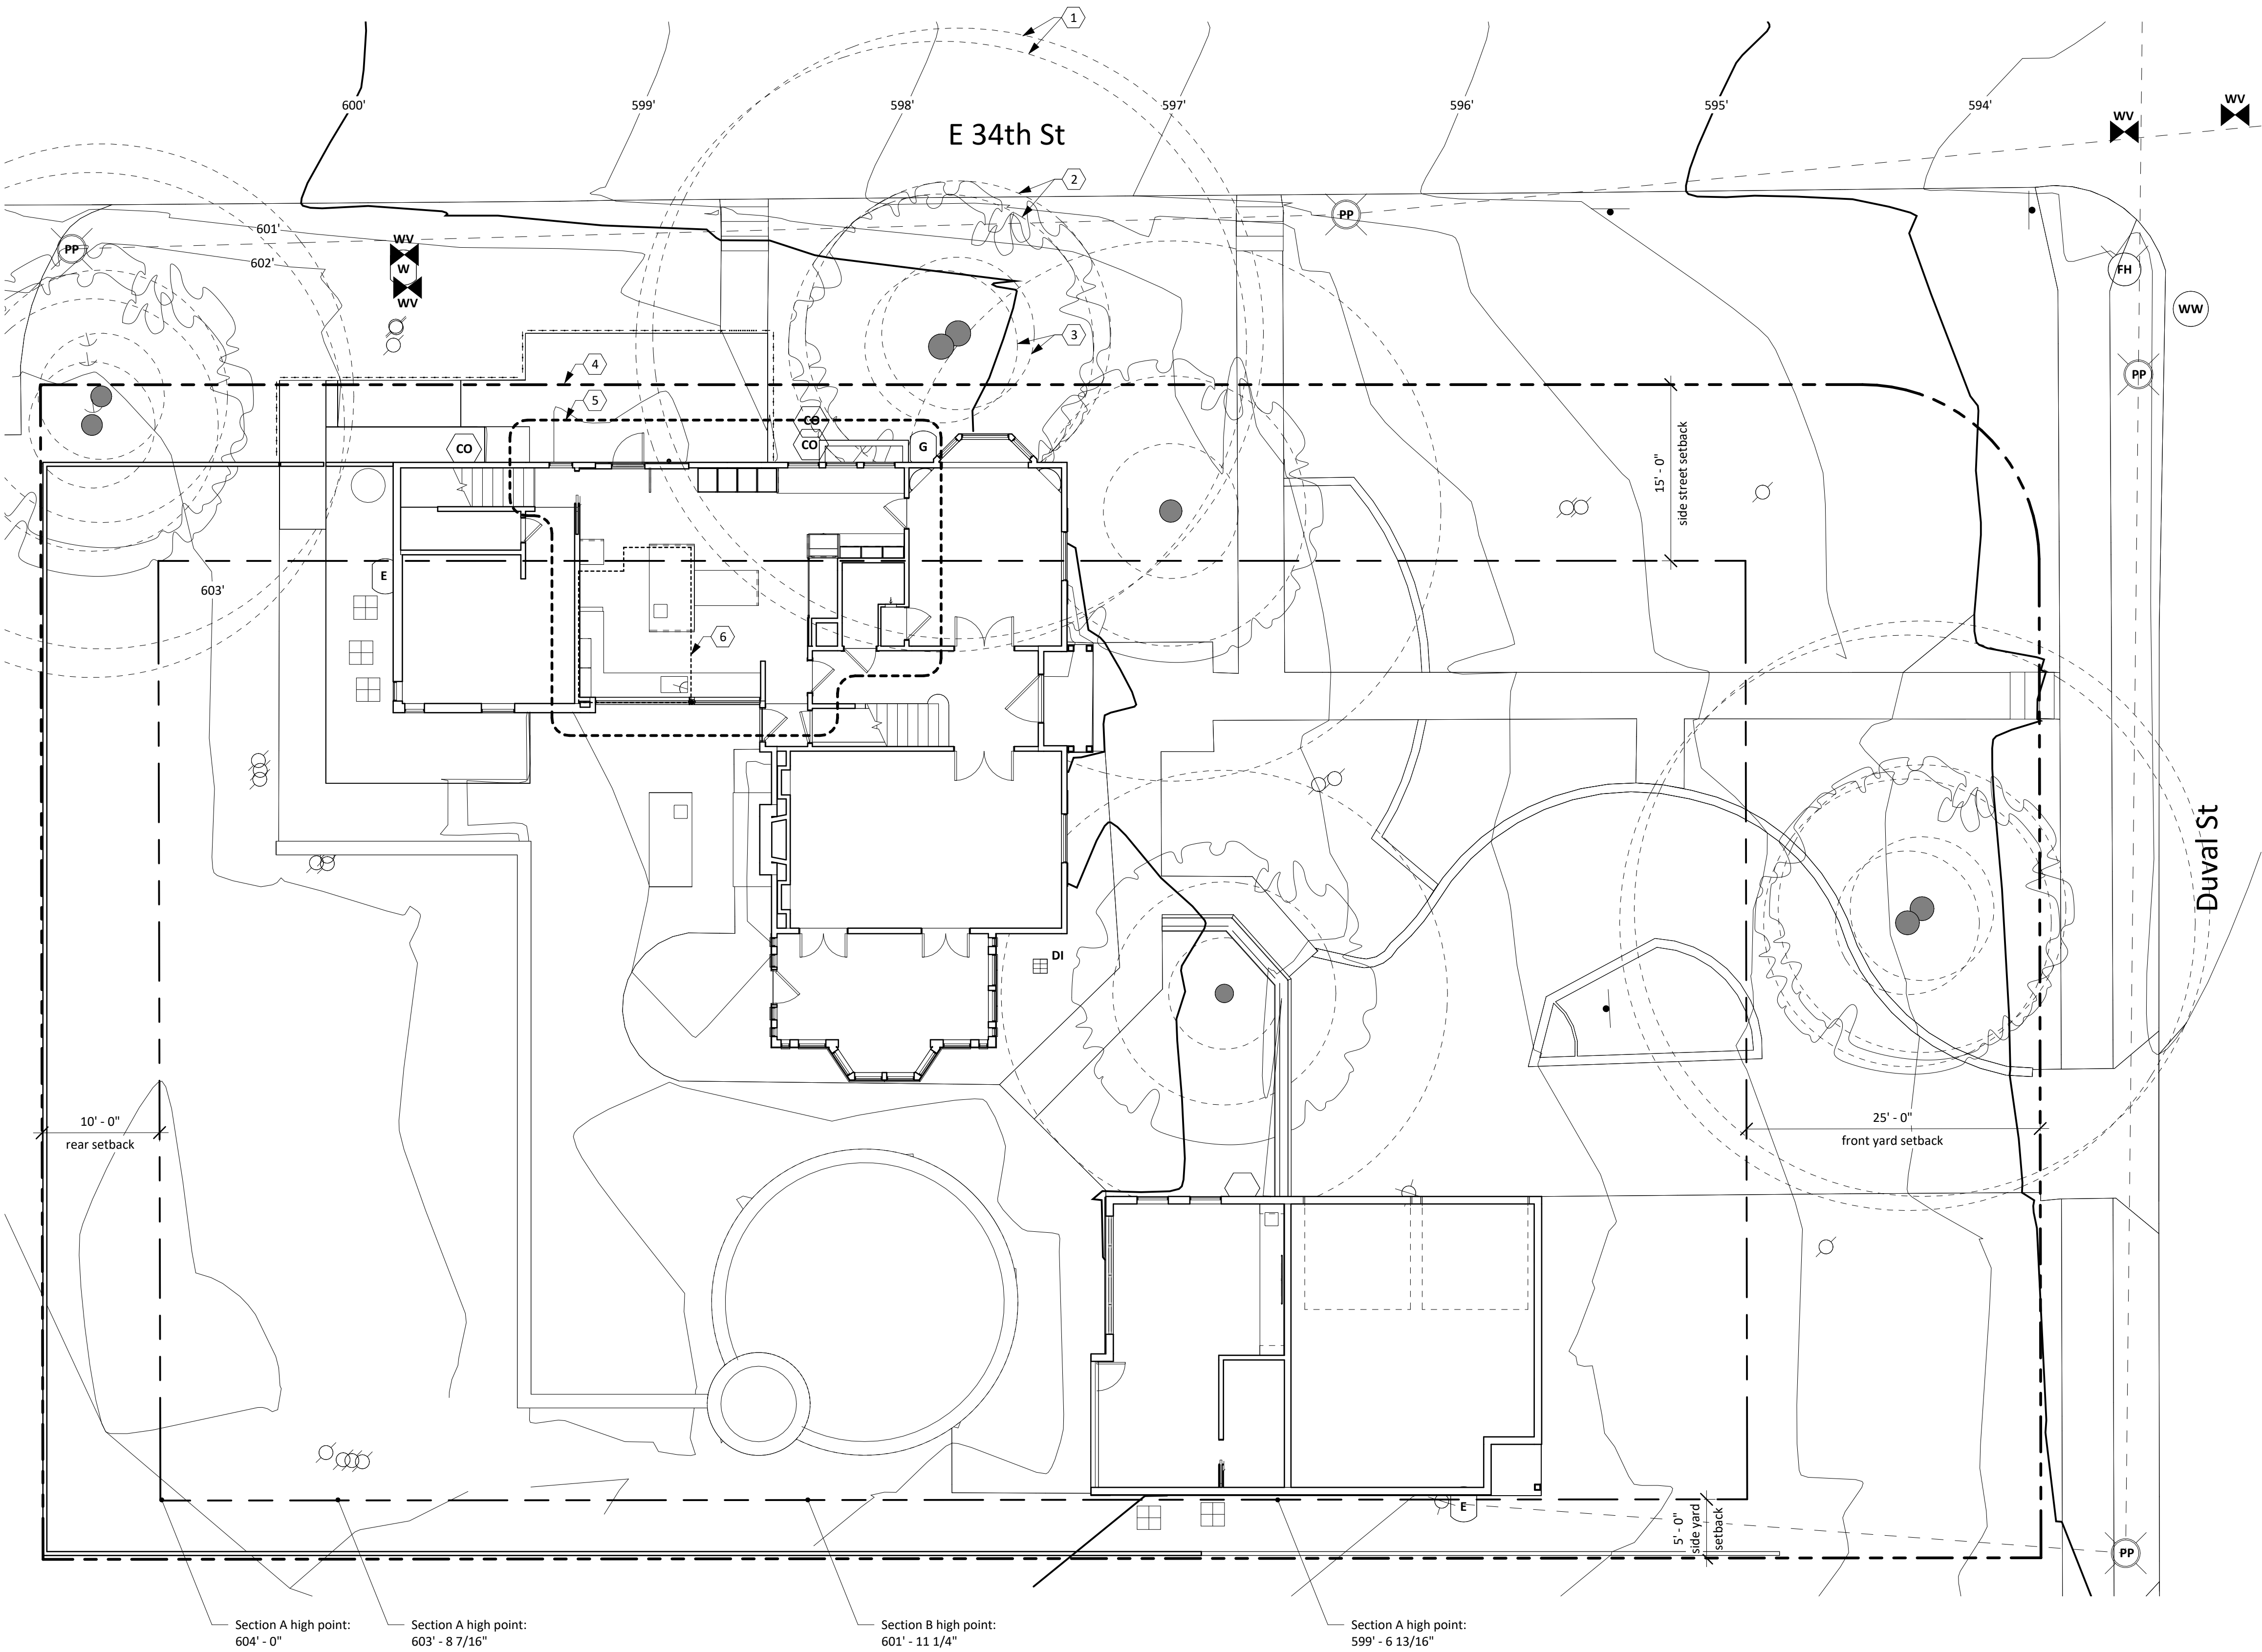 1
600'
599'
598'
597'
596'
595'
594'
WV
WV
E 34th St
2
PP
601'
PP
WV
602'
W
WV
FH
WW
3
4
PP
5
CO
CO
CO
G
15' - 0"
side street setback
E
603'
6
Duval St
DI
10' - 0"
rear setback
25' - 0"
front yard setback
E
5' - 0"
side yard
setback
PP
Section A high point:
604' - 0"
Section A high point:
603' - 8 7/16"
Section B high point:
601' - 11 1/4"
Section A high point:
599' - 6 13/16"